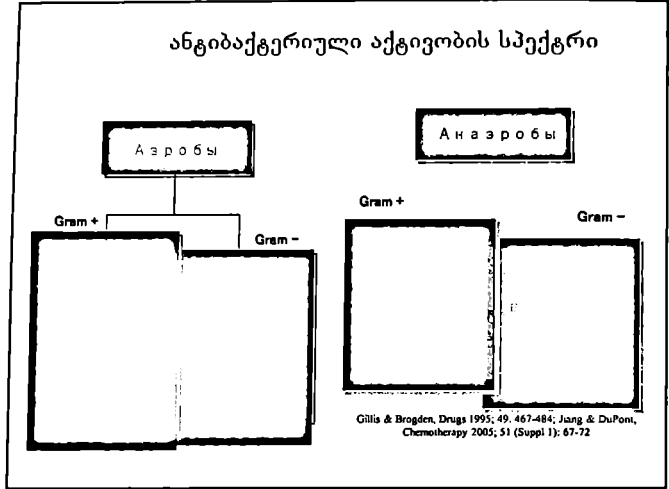 ანტიბაქტერიული აქტივობის სპექტრი
Аэробы
Анаэробы
Gram +
Gram –
Gram +
Gram –
Gillis & Brogden, Drugs 1995; 49. 467-484; Jiang & DuPont,
Chemotherapy 2005; 51 (Suppl 1): 67-72